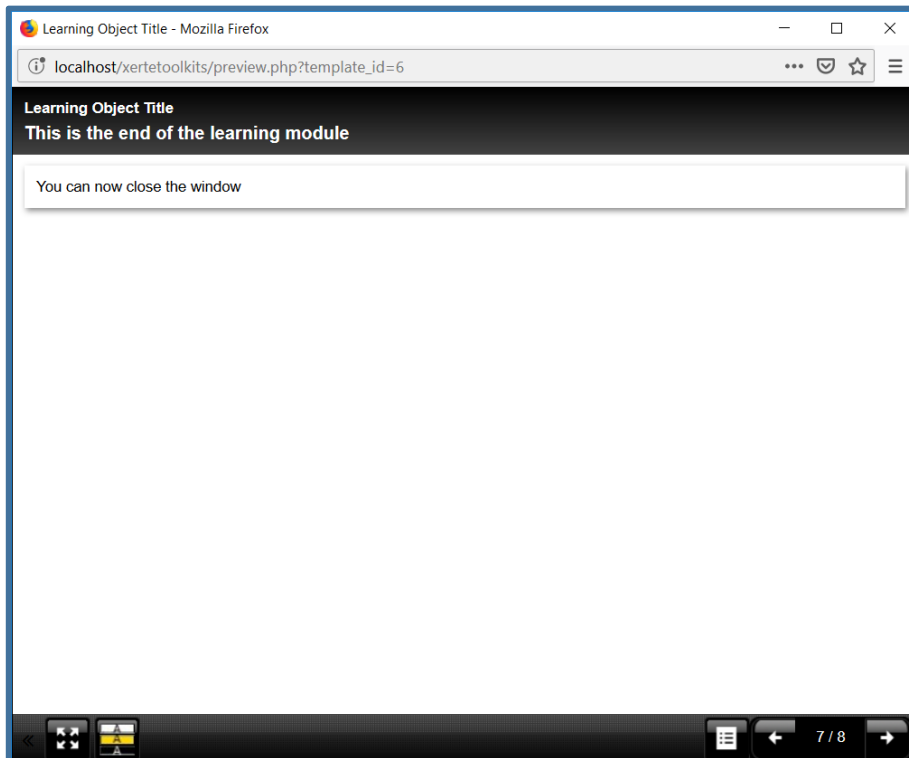 Learning Object Title - Mozilla Firefox
localhost/xertetoolkits/preview.php?template_id=6
Learning Object Title
This is the end of the learning module
You can now close the window
A
A
A
7 / 8